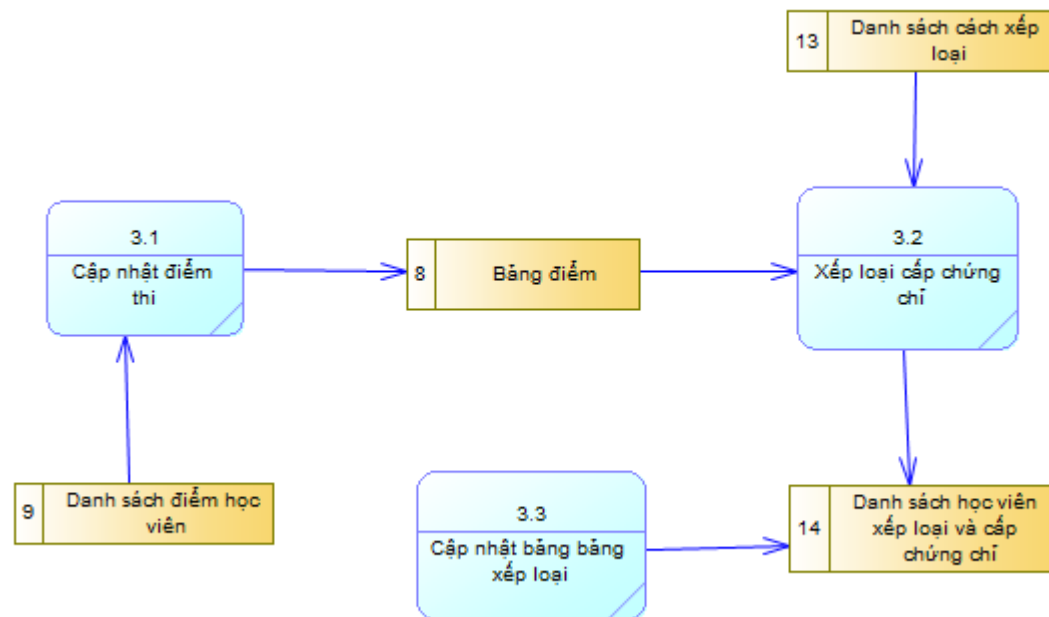 13
Danh sách cách xếp
loại
3.1
Cập nhật điểm
thi
8
Bảng điểm
3.2
Xếp loại cấp chứng
chỉ
9
Danh sách điểm học
viên
3.3
Cập nhật bảng bảng
xếp loại
14
Danh sách học viên
xếp loại và cấp
chứng chỉ